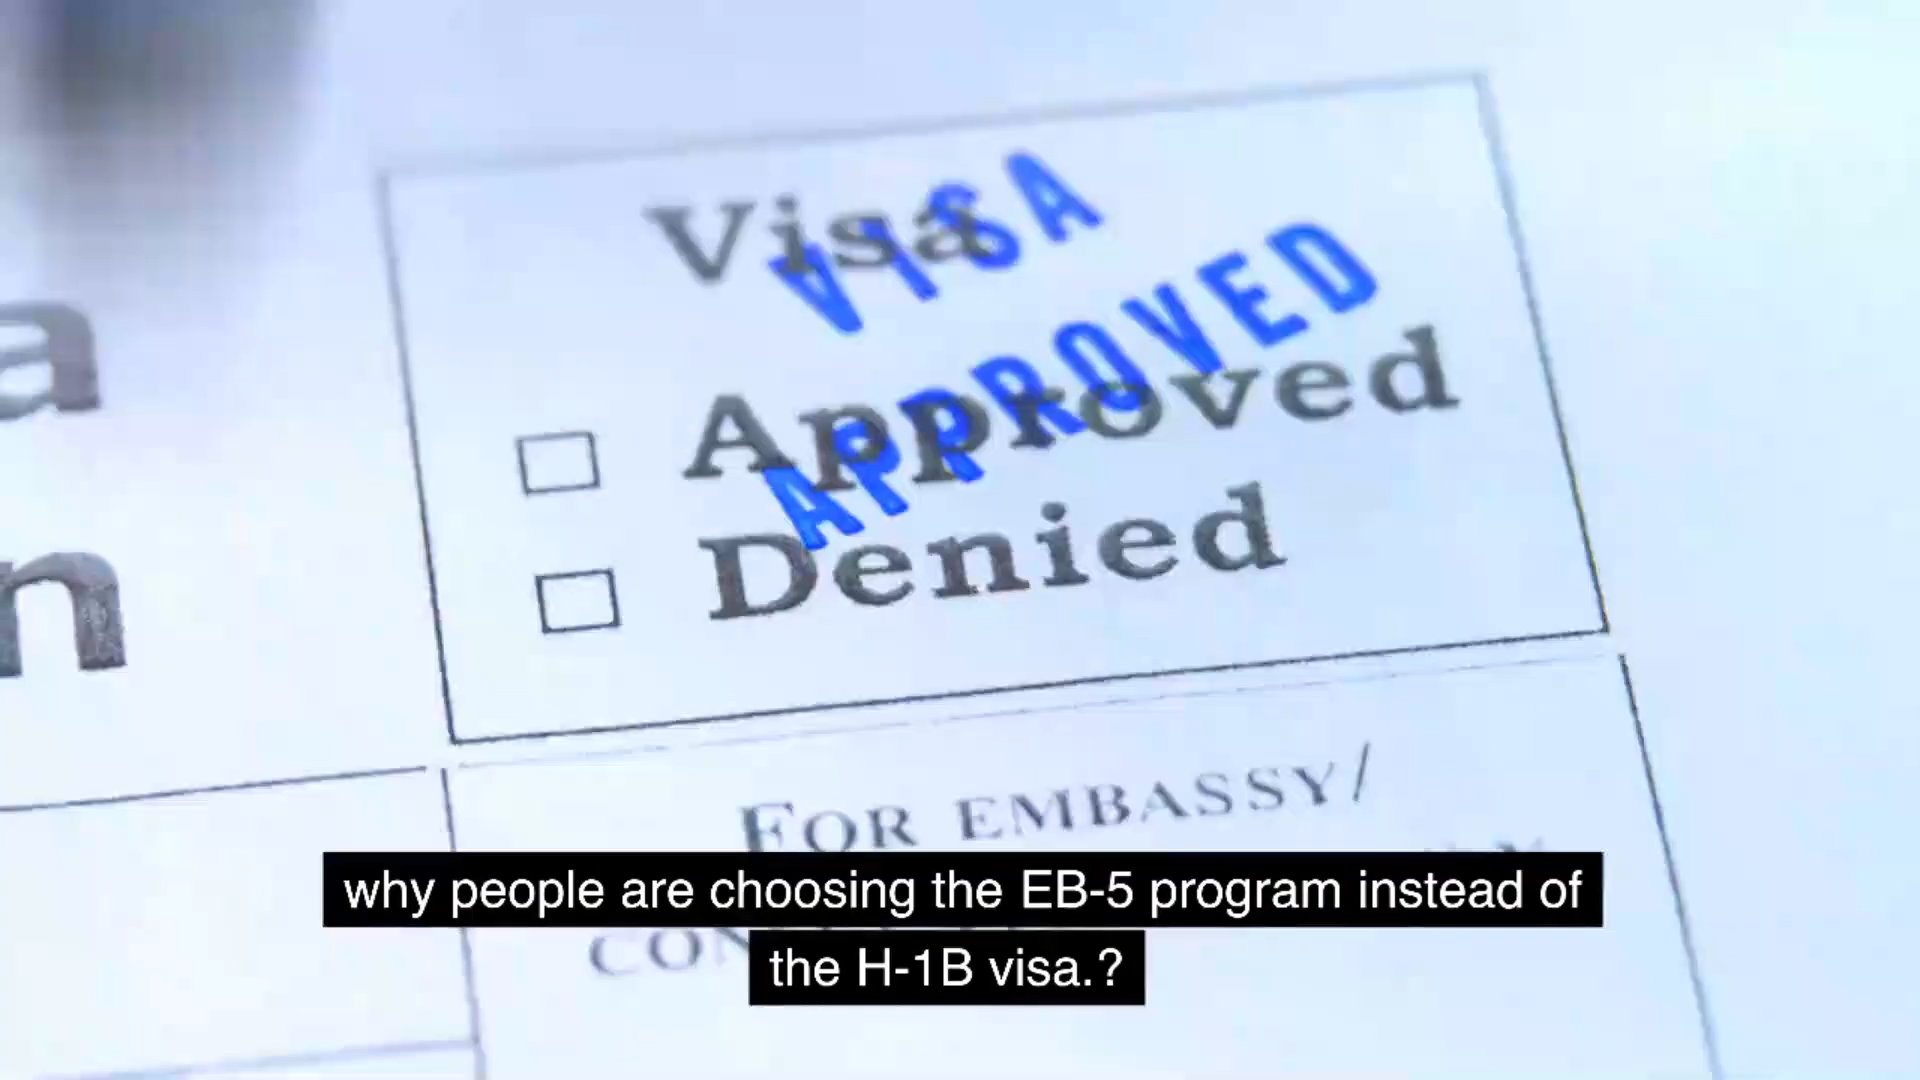 Visa
VISA
APPROVED
Approved
Denied
a
n
FOR EMBASSY/
why people are choosing the EB-5 program instead of
the H-1B visa.?